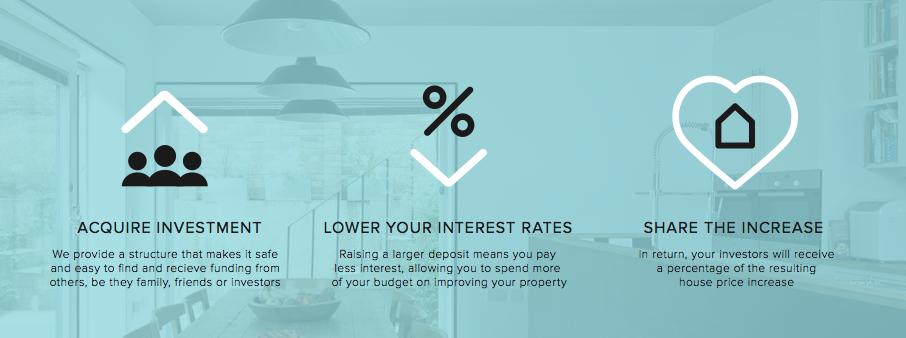 ACQUIRE INVESTMENT
We provide a structure that makes it safe
and easy to find and recieve funding from
others, be they family, friends or investors
%
LOWER YOUR INTEREST RATES
Raising a larger deposit means you pay
less interest, allowing you to spend more
of your budget on improving your property
SHARE THE INCREASE
In return, your investors will receive
a percentage of the resulting
house price increase